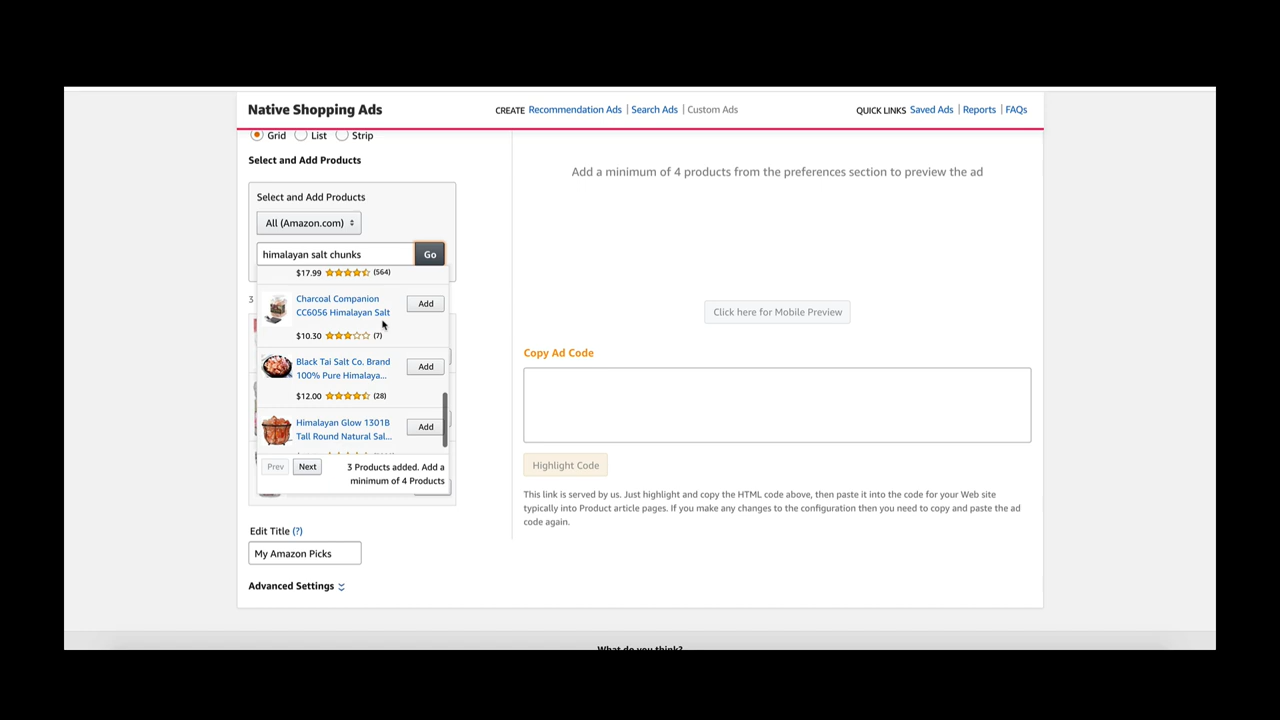 Native Shopping Ads
CREATE Recommendation Ads | Search Ads | Custom Ads
QUICK LINKS Saved Ads | Reports | FAQs
Grid List Strip
Select and Add Products
Select and Add Products
All (Amazon.com)
himalayan salt chunks Go
$17.99 (564)
3
Charcoal Companion
CC6056 Himalayan Salt
Add
$10.30 (7)
Black Tai Salt Co. Brand
100% Pure Himalaya...
Add
$12.00 (28)
Himalayan Glow 1301B
Tall Round Natural Sal...
Add
Prev Next
3 Products added. Add a
minimum of 4 Products
Edit Title (?)
My Amazon Picks
Advanced Settings
Add a minimum of 4 products from the preferences section to preview the ad
Click here for Mobile Preview
Copy Ad Code
Highlight Code
This link is served by us. Just highlight and copy the HTML code above, then paste it into the code for your Web site
typically into Product article pages. If you make any changes to the configuration then you need to copy and paste the ad
code again.
What do you think?